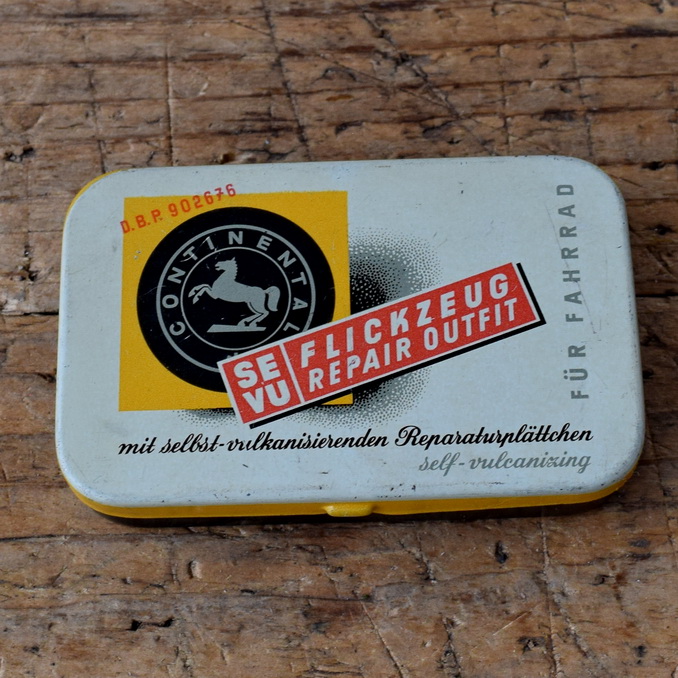 D.B.P. 902676
CONTINENTAL
SE
VU
FLICKZEUG
REPAIR OUTFIT
FÜR FAHRRAD
mit selbst-vulkanisierenden Reparaturplättchen
self-vulcanizing